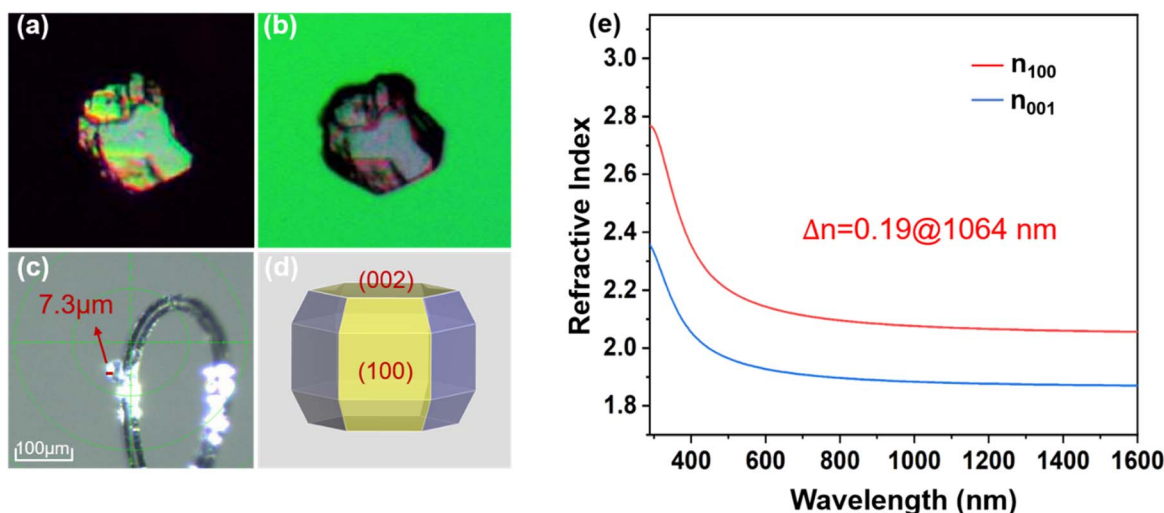 (a)
(b)
(c)
7.3μm
100μm
(d)
(002)
(100)
(e)
3.0
2.8
2.6
2.4
2.2
2.0
1.8
Refractive Index
n100
n001
Δn=0.19@1064 nm
400
600
800
1000
1200
1400
1600
Wavelength (nm)